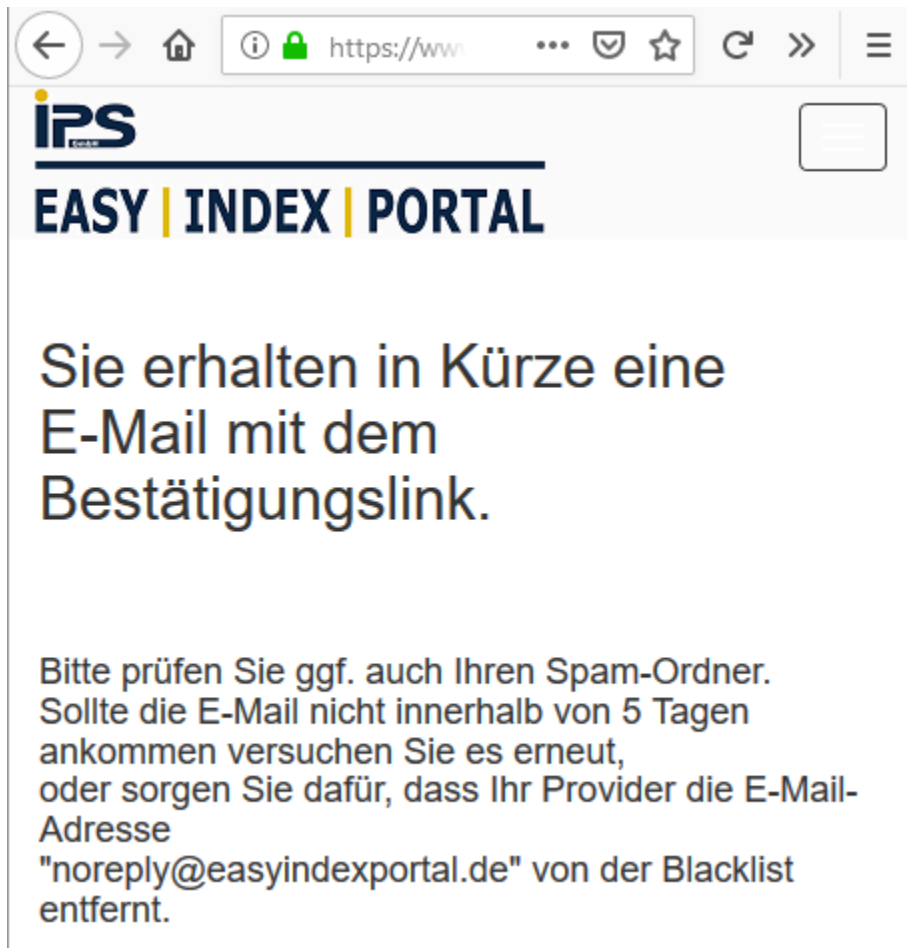 https://www
iPS
GmbH
EASY | INDEX | PORTAL
Sie erhalten in Kürze eine
E-Mail mit dem
Bestätigungslink.
Bitte prüfen Sie ggf. auch Ihren Spam-Ordner.
Sollte die E-Mail nicht innerhalb von 5 Tagen
ankommen versuchen Sie es erneut,
oder sorgen Sie dafür, dass Ihr Provider die E-Mail-
Adresse
"noreply@easyindexportal.de" von der Blacklist
entfernt.